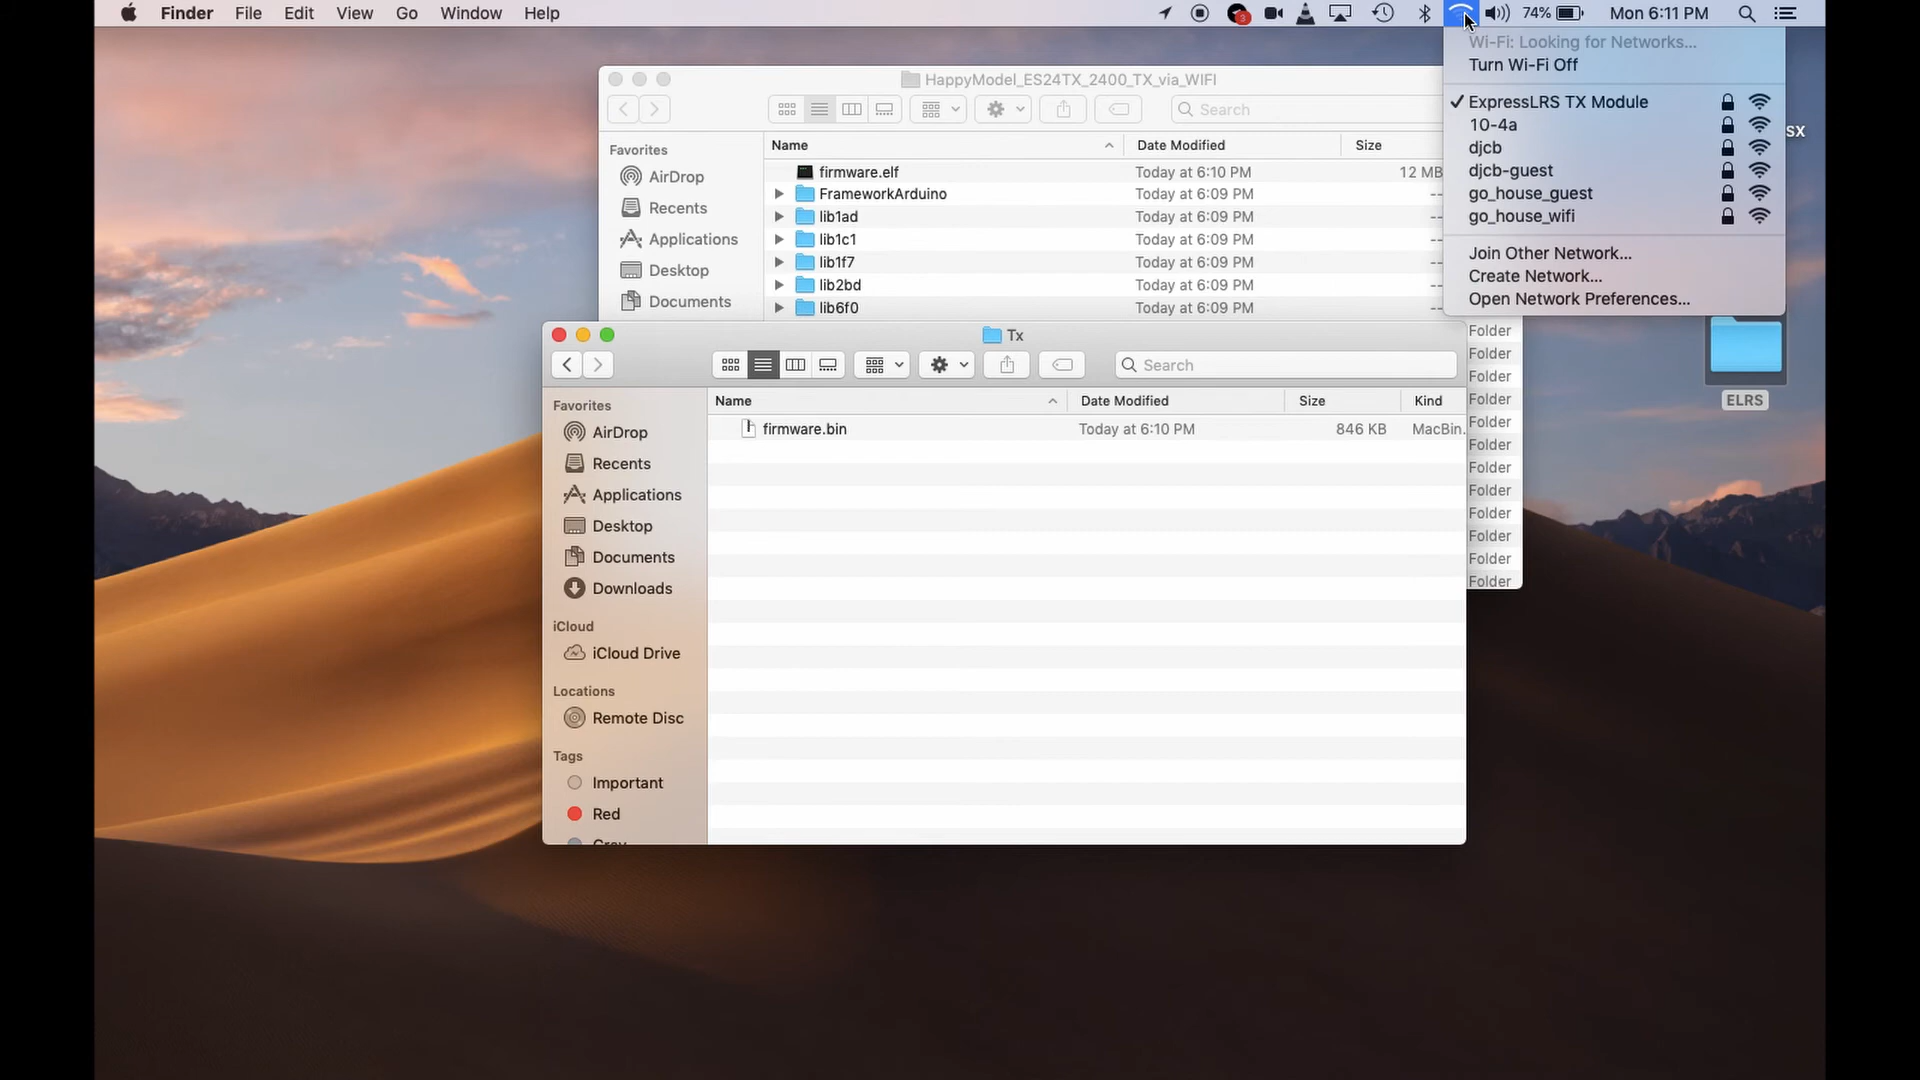 Finder File Edit View Go Window Help
3 74% Mon 6:11 PM
Wi-Fi: Looking for Networks...
Turn Wi-Fi Off
ExpressLRS TX Module
10-4a
djcb
djcb-guest
go_house_guest
go_house_wifi
Join Other Network...
Create Network...
Open Network Preferences...
SX
ELRS
HappyModel_ES24TX_2400_TX_via_WIFI
Search
Favorites
AirDrop
Recents
Applications
Desktop
Documents
Name Date Modified Size
firmware.elf Today at 6:10 PM 12 MB
FrameworkArduino Today at 6:09 PM --
lib1ad Today at 6:09 PM --
lib1c1 Today at 6:09 PM --
lib1f7 Today at 6:09 PM --
lib2bd Today at 6:09 PM --
lib6f0 Today at 6:09 PM --
Folder
Folder
Folder
Folder
Folder
Folder
Folder
Folder
Folder
Folder
Folder
Folder
Tx
Search
Favorites
AirDrop
Recents
Applications
Desktop
Documents
Downloads
iCloud
iCloud Drive
Locations
Remote Disc
Tags
Important
Red
Gray
Name Date Modified Size Kind
firmware.bin Today at 6:10 PM 846 KB MacBin.